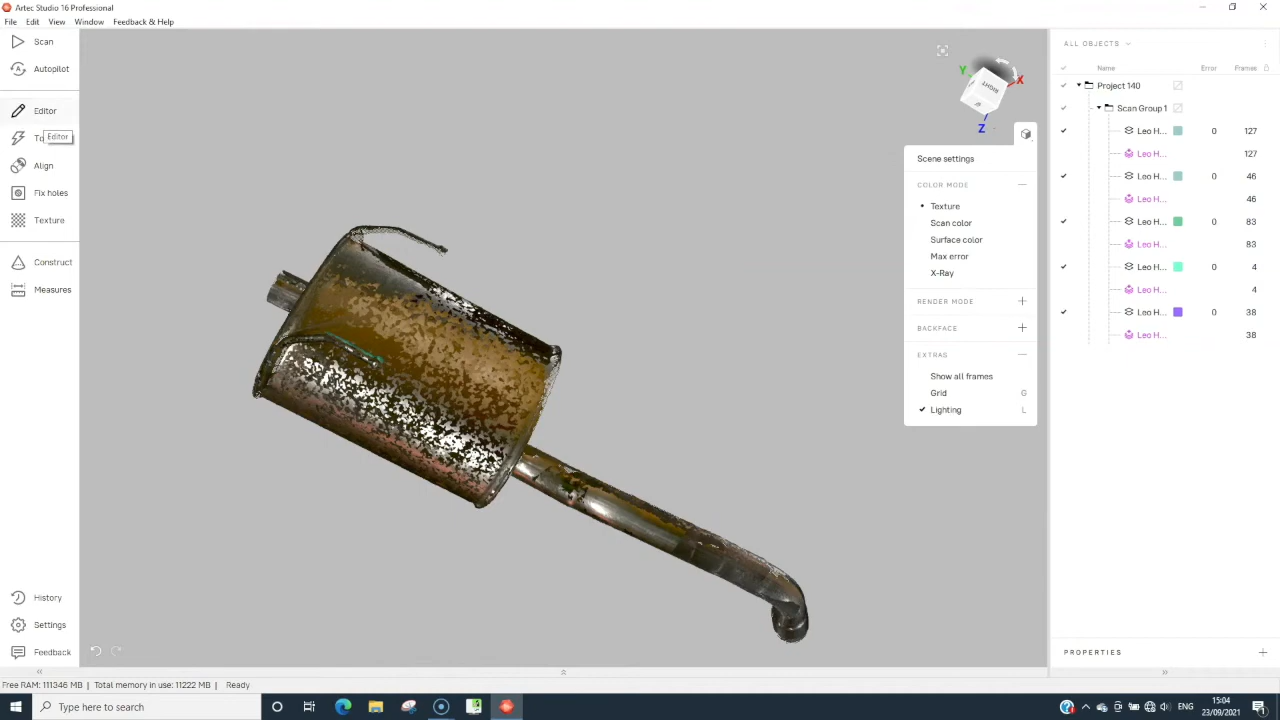 Artec Studio 16 Professional
File Edit View Window Feedback & Help
Scan
Autopilot
Editor
Editor
Align
Fix holes
Texture
Construct
Measures
History
Settings
Feedback
Y
X
Z
RIGHT
Scene settings
COLOR MODE
Texture
Scan color
Surface color
Max error
X-Ray
RENDER MODE
BACKFACE
EXTRAS
Show all frames
Grid G
Lighting L
ALL OBJECTS
Name Error Frames
Project 140
Scan Group 1
Leo H... 0 127
Leo H... 127
Leo H... 0 46
Leo H... 46
Leo H... 0 83
Leo H... 83
Leo H... 0 4
Leo H... 4
Leo H... 0 38
Leo H... 38
PROPERTIES
Free RAM: 111346 MB | Total memory in use: 11222 MB | Ready
Type here to search
ENG
15:04
23/09/2021